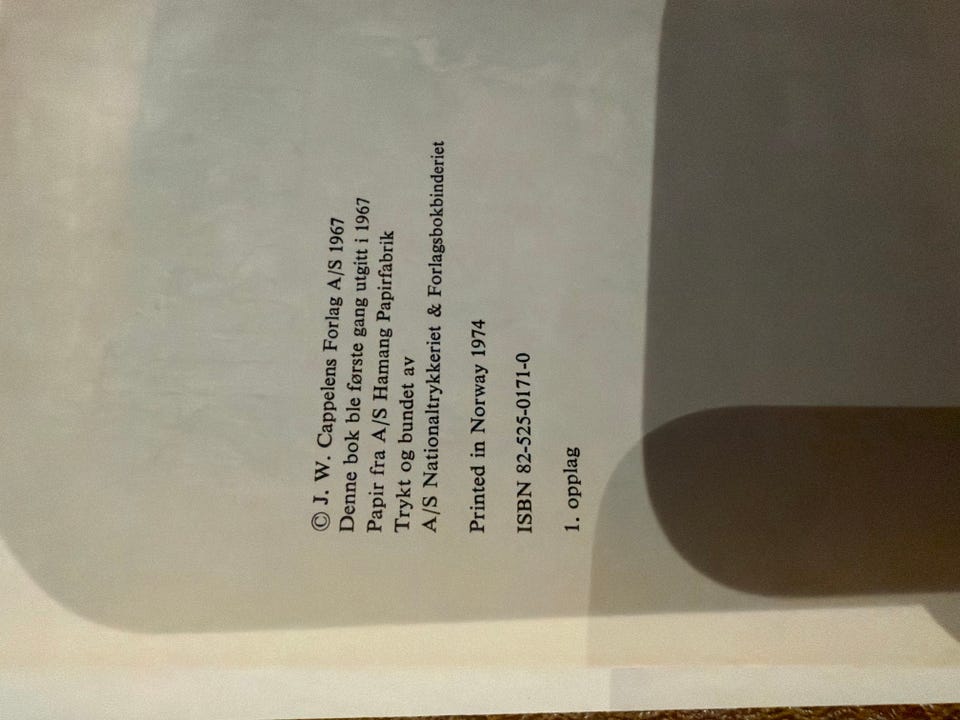 © J. W. Cappelens Forlag A/S 1967
Denne bok ble første gang utgitt i 1967
Papir fra A/S Hamang Papirfabrik
Trykt og bundet av
A/S Nationaltrykkeriet & Forlagsbokbinderiet
Printed in Norway 1974
ISBN 82-525-0171-0
1. opplag